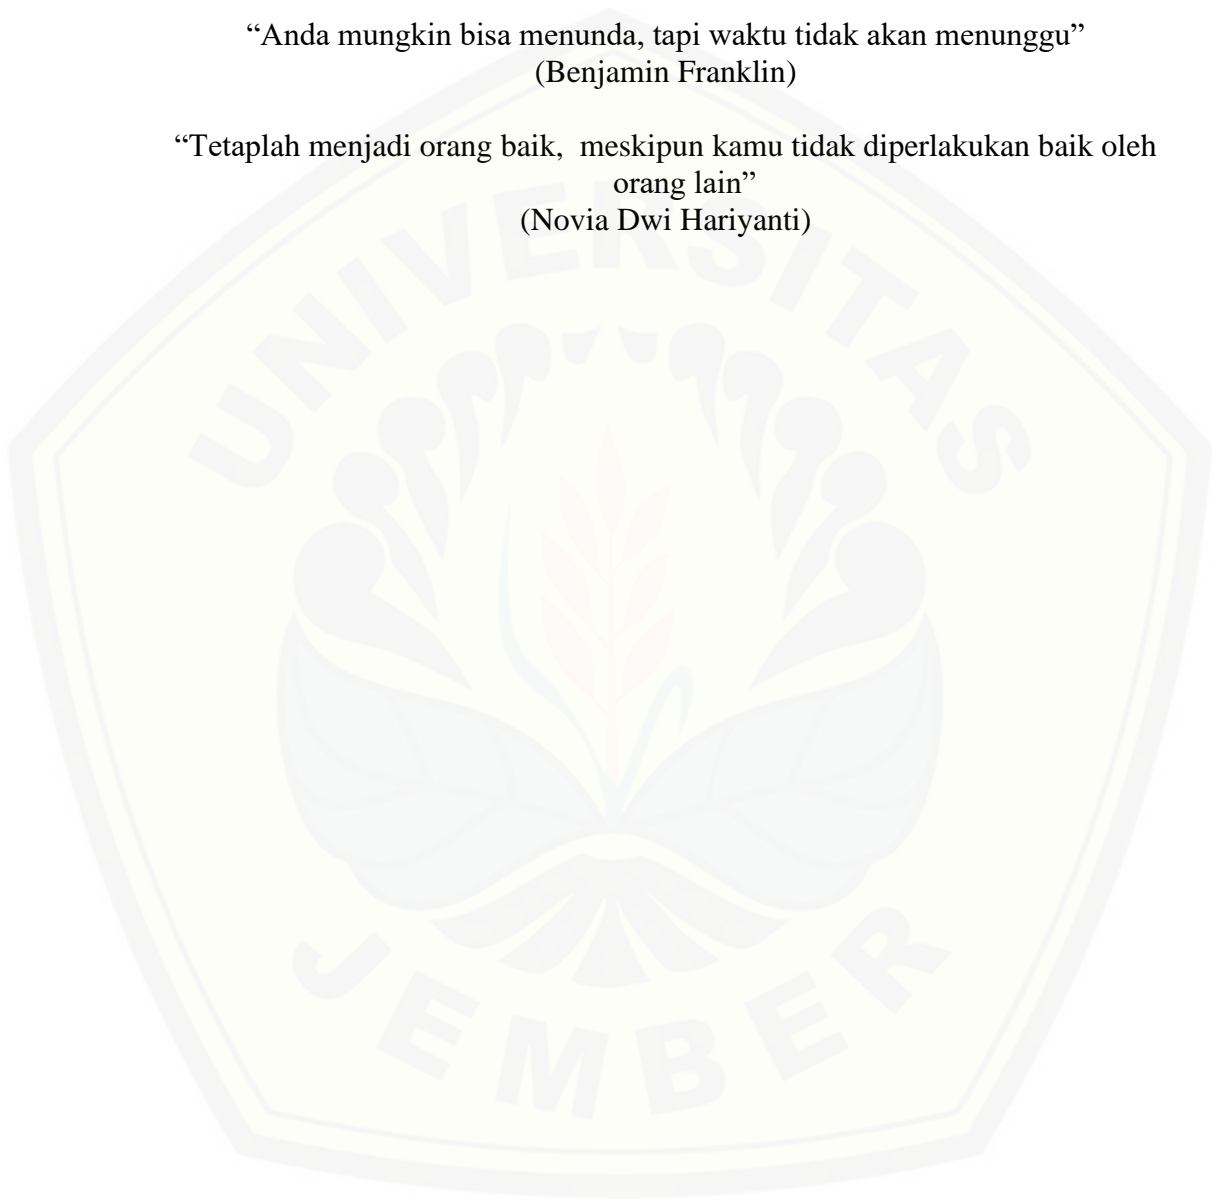 “Anda mungkin bisa menunda, tapi waktu tidak akan menunggu”
(Benjamin Franklin)
“Tetaplah menjadi orang baik,  meskipun kamu tidak diperlakukan baik oleh
orang lain”
(Novia Dwi Hariyanti)
UNIVERSITAS
JEMBER